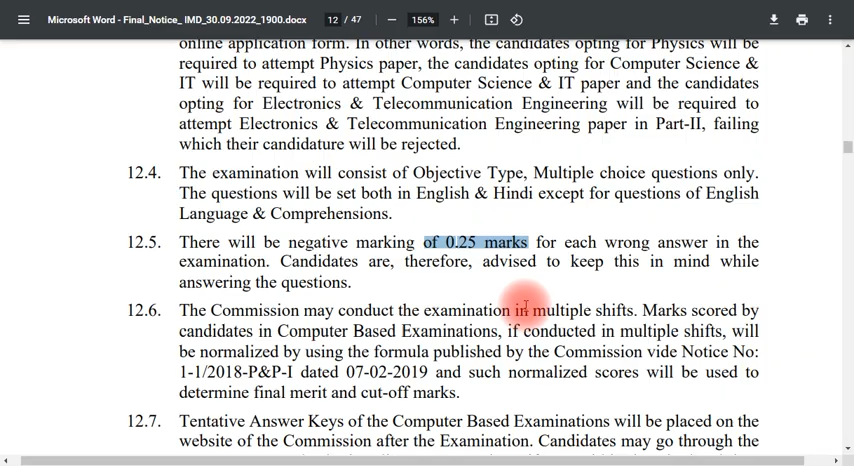 Microsoft Word - Final_Notice_ IMD_30.09.2022_1900.docx 12 / 47 156%
online application form. In other words, the candidates opting for Physics will be
required to attempt Physics paper, the candidates opting for Computer Science &
IT will be required to attempt Computer Science & IT paper and the candidates
opting for Electronics & Telecommunication Engineering will be required to
attempt Electronics & Telecommunication Engineering paper in Part-II, failing
which their candidature will be rejected.
12.4. The examination will consist of Objective Type, Multiple choice questions only.
The questions will be set both in English & Hindi except for questions of English
Language & Comprehensions.
12.5. There will be negative marking of 0.25 marks for each wrong answer in the
examination. Candidates are, therefore, advised to keep this in mind while
answering the questions.
12.6. The Commission may conduct the examination in multiple shifts. Marks scored by
candidates in Computer Based Examinations, if conducted in multiple shifts, will
be normalized by using the formula published by the Commission vide Notice No:
1-1/2018-P&P-I dated 07-02-2019 and such normalized scores will be used to
determine final merit and cut-off marks.
12.7. Tentative Answer Keys of the Computer Based Examinations will be placed on the
website of the Commission after the Examination. Candidates may go through the